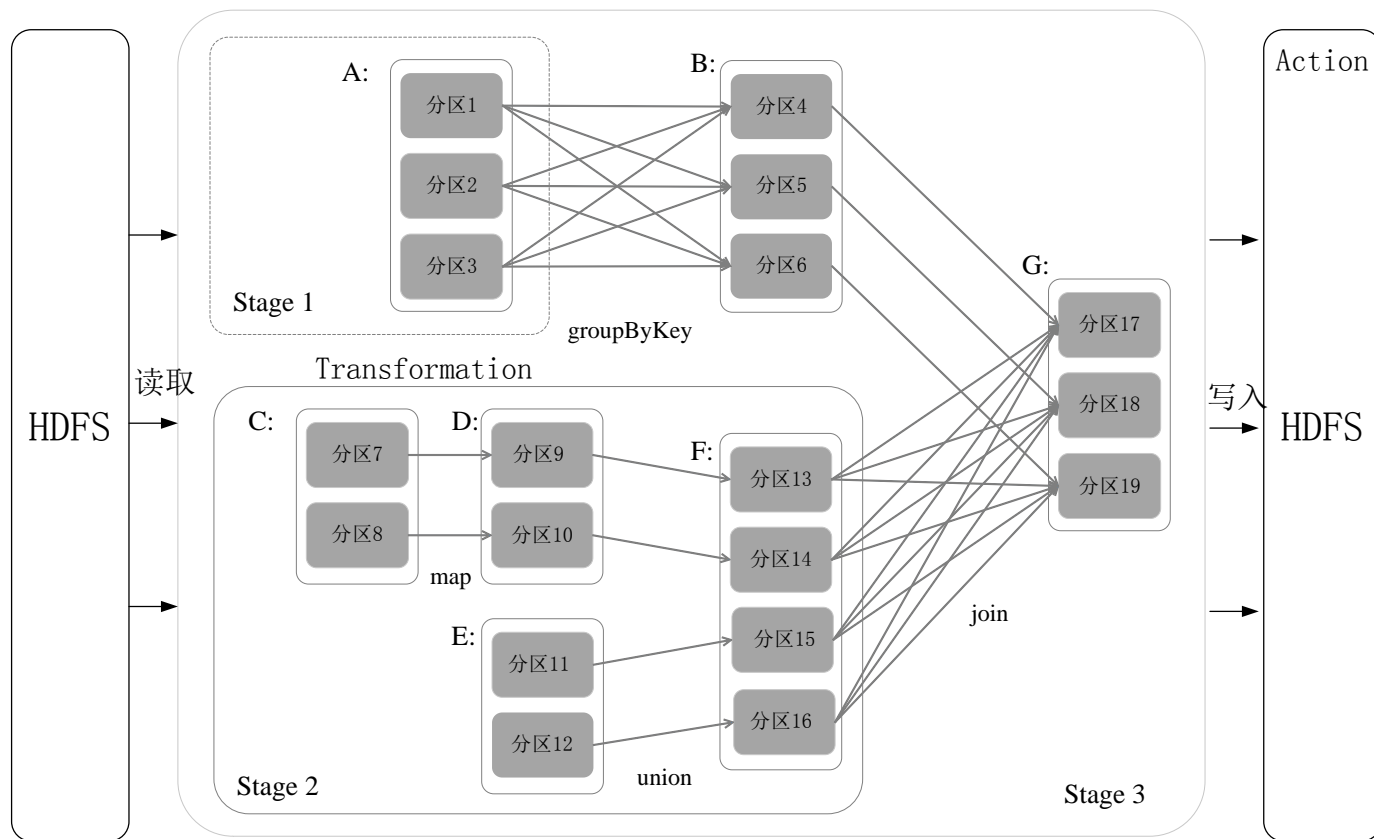 HDFS
读取
A:
分区1
分区2
分区3
Stage 1
B:
分区4
分区5
分区6
groupByKey
Transformation
C:
分区7
分区8
map
D:
分区9
分区10
E:
分区11
分区12
union
F:
分区13
分区14
分区15
分区16
Stage 2
join
G:
分区17
分区18
分区19
Stage 3
写入
Action
HDFS